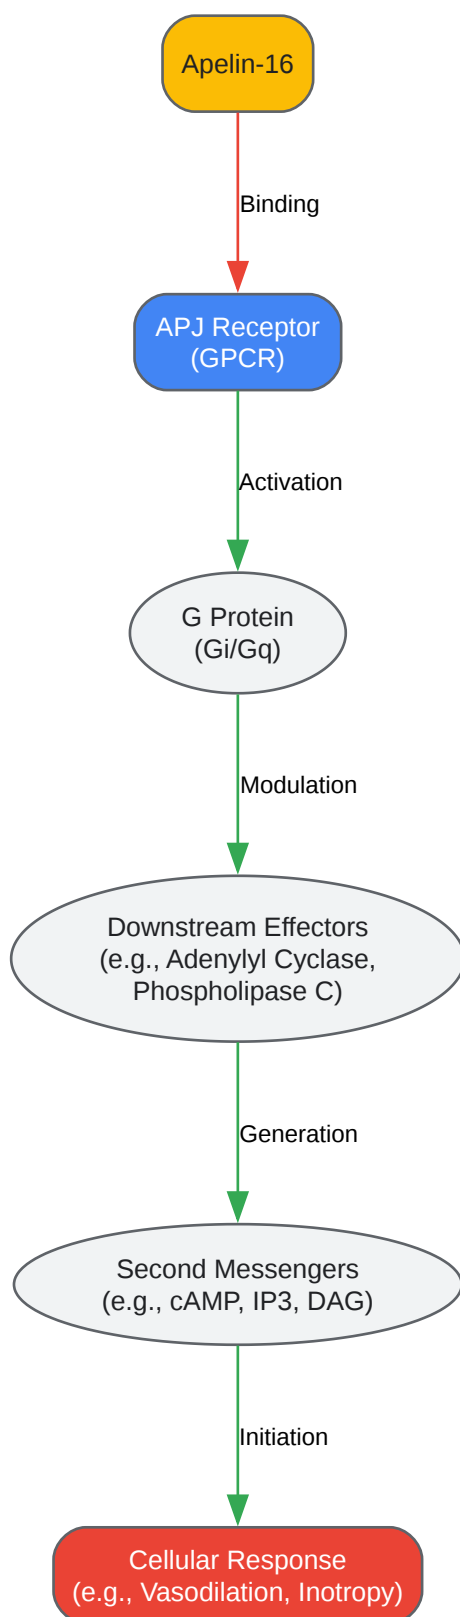 Apelin-16
Binding
APJ Receptor
(GPCR)
Activation
G Protein
(Gi/Gq)
Modulation
Downstream Effectors
(e.g., Adenylyl Cyclase,
Phospholipase C)
Generation
Second Messengers
(e.g., cAMP, IP3, DAG)
Initiation
Cellular Response
(e.g., Vasodilation, Inotropy)